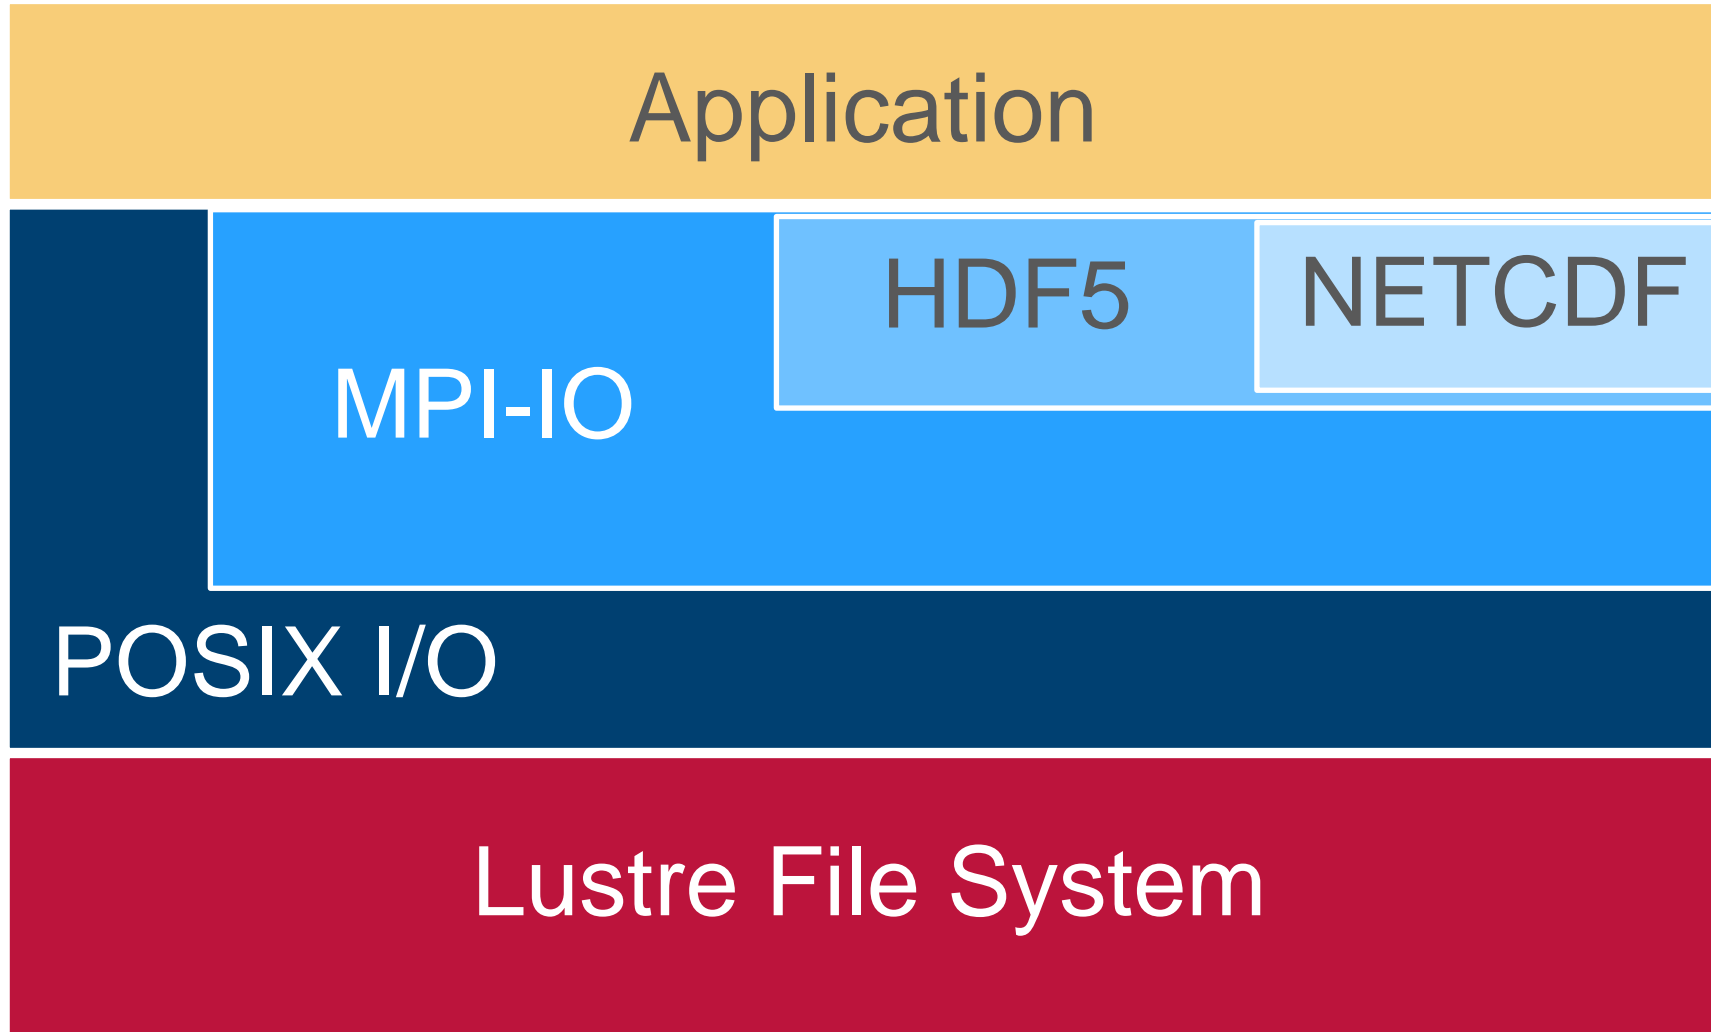 Application
HDF5
NETCDF
MPI-IO
POSIX I/O
Lustre File System